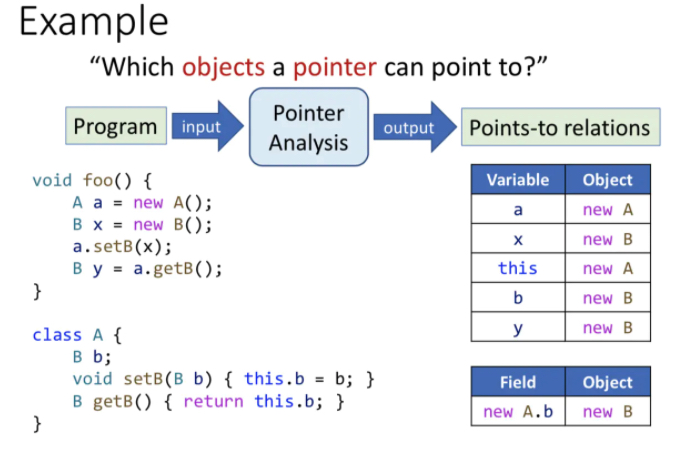 Example
“Which objects a pointer can point to?”
Program
input
Pointer
Analysis
output
Points-to relations
void foo() {
    A a = new A();
    B x = new B();
    a.setB(x);
    B y = a.getB();
}
class A {
    B b;
    void setB(B b) { this.b = b; }
    B getB() { return this.b; }
}
Variable Object
a new A
x new B
this new A
b new B
y new B
Field Object
new A.b new B